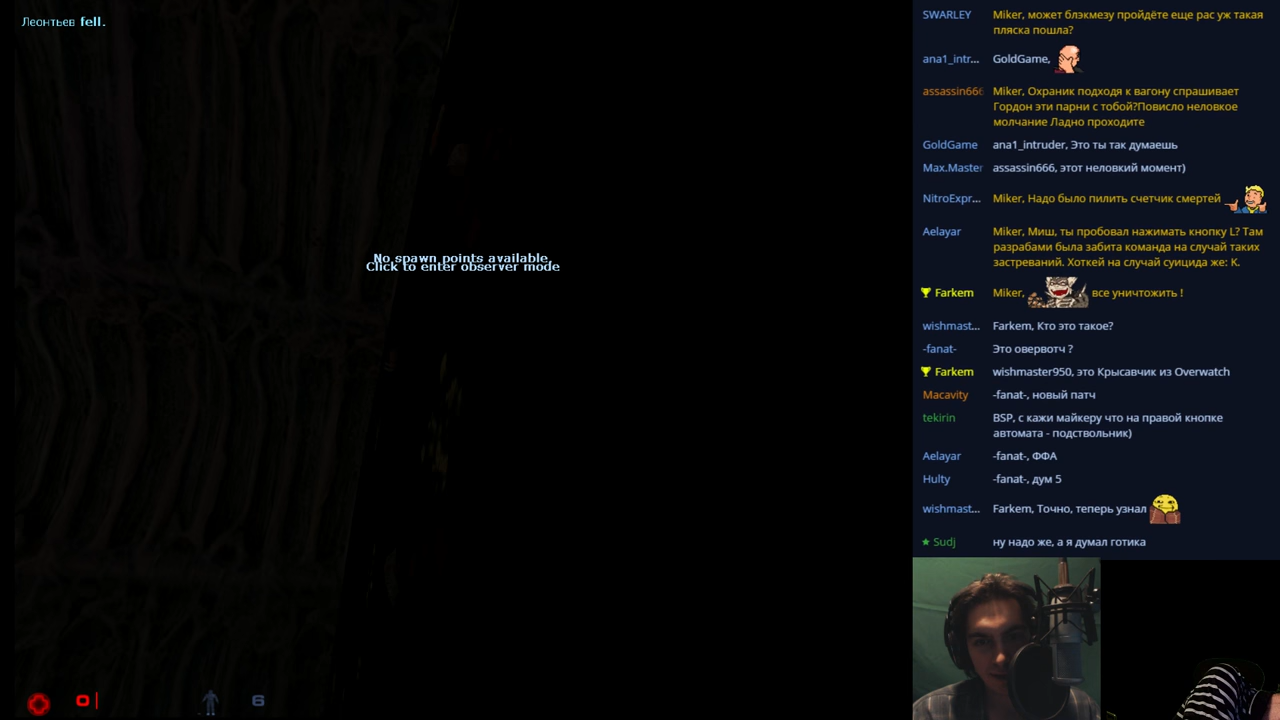 Леонтьев fell.
No spawn points available.
Click to enter observer mode
0
6
SWARLEY Miker, может блэкмезу пройдёте еще рас уж такая
пляска пошла?
ana1_intr... GoldGame,
assassin666 Miker, Охраник подходя к вагону спрашивает
Гордон эти парни с тобой?Повисло неловкое
молчание Ладно проходите
GoldGame ana1_intruder, Это ты так думаешь
Max.Master assassin666, этот неловкий момент)
NitroExpr... Miker, Надо было пилить счетчик смертей
Aelayar Miker, Миш, ты пробовал нажимать кнопку L? Там
разрабами была забита команда на случай таких
застреваний. Хоткей на случай суицида же: K.
Farkem Miker, все уничтожить !
wishmast... Farkem, Кто это такое?
-fanat- Это овервотч ?
Farkem wishmaster950, это Крысавчик из Overwatch
Macavity -fanat-, новый патч
tekirin BSP, с кажи майкеру что на правой кнопке
автомата - подствольник)
Aelayar -fanat-, ФФА
Hulty -fanat-, дум 5
wishmast... Farkem, Точно, теперь узнал
Sudj ну надо же, а я думал готика